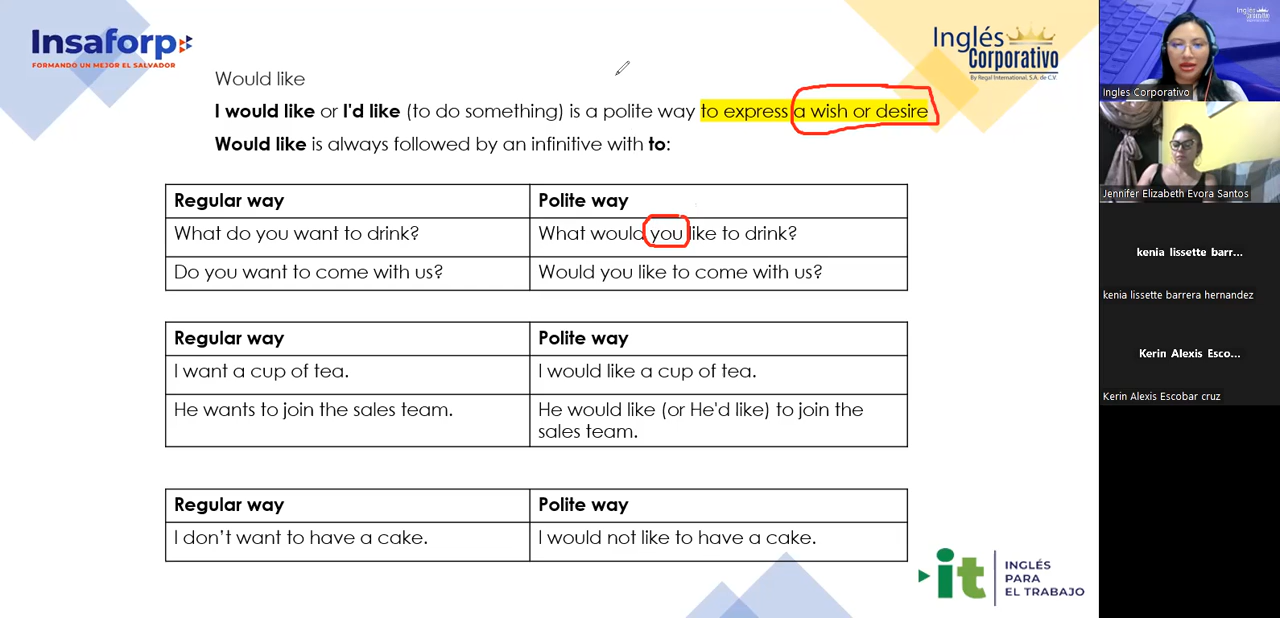 Insaforp
FORMANDO UN MEJOR EL SALVADOR
Inglés
Corporativo
By Regal International, S.A. de C.V.
Would like
I would like or I'd like (to do something) is a polite way to express a wish or desire
Would like is always followed by an infinitive with to:
Regular way Polite way
What do you want to drink? What would you like to drink?
Do you want to come with us? Would you like to come with us?
Regular way Polite way
I want a cup of tea. I would like a cup of tea.
He wants to join the sales team. He would like (or He'd like) to join the
sales team.
Regular way Polite way
I don't want to have a cake. I would not like to have a cake.
it
INGLÉS
PARA
EL TRABAJO
Inglés
Corporativo
Ingles Corporativo
Jennifer Elizabeth Evora Santos
kenia lissette barr...
kenia lissette barrera hernandez
Kerin Alexis Esco...
Kerin Alexis Escobar cruz